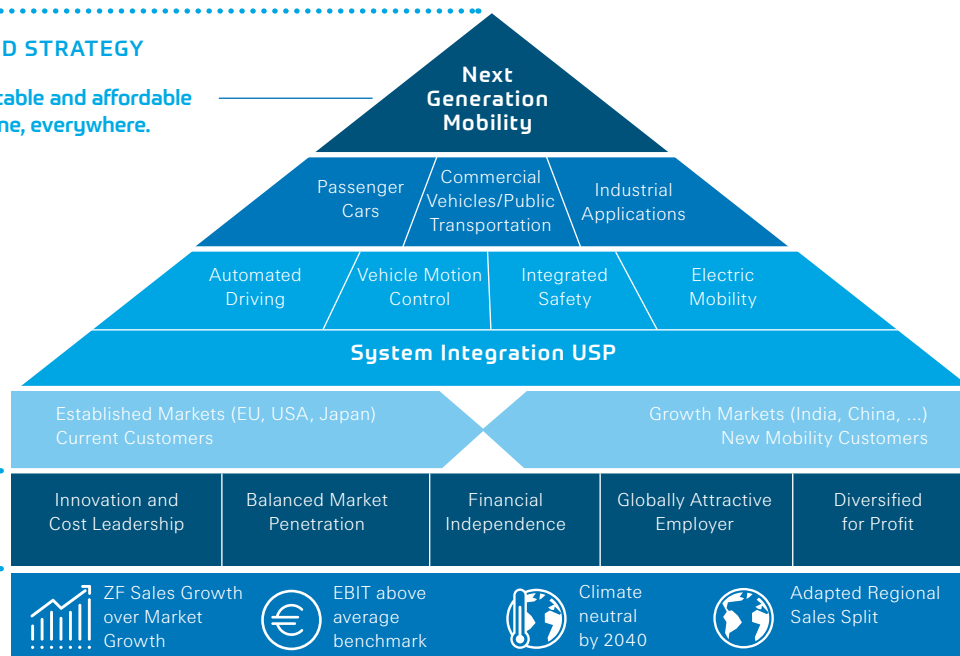 D STRATEGY
table and affordable
ne, everywhere.
Next
Generation
Mobility
Passenger
Cars
Commercial
Vehicles/Public
Transportation
Industrial
Applications
Automated
Driving
Vehicle Motion
Control
Integrated
Safety
Electric
Mobility
System Integration USP
Established Markets (EU, USA, Japan)
Current Customers
Growth Markets (India, China, ...)
New Mobility Customers
Innovation and
Cost Leadership
Balanced Market
Penetration
Financial
Independence
Globally Attractive
Employer
Diversified
for Profit
ZF Sales Growth
over Market
Growth
€
EBIT above
average
benchmark
Climate
neutral
by 2040
Adapted Regional
Sales Split